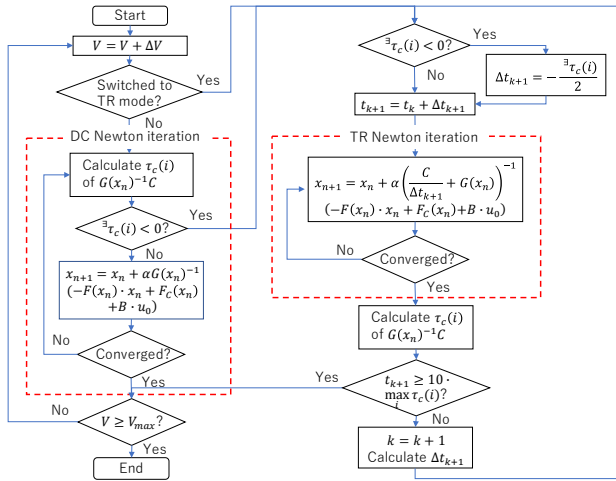 Start
V = V + ΔV
Switched to
TR mode?
Yes
No
DC Newton iteration
Calculate τ_c(i)
of G(x_n)^{-1}C
∃τ_c(i) < 0?
Yes
No
x_{n+1} = x_n + αG(x_n)^{-1}
(−F(x_n) · x_n + F_C(x_n)
+B · u_0)
No
Converged?
Yes
No
V ≥ V_{max}?
Yes
End
∃τ_c(i) < 0?
Yes
No
Δt_{k+1} = −∃τ_c(i)/2
t_{k+1} = t_k + Δt_{k+1}
TR Newton iteration
x_{n+1} = x_n + α(C/Δt_{k+1} + G(x_n))^{-1}
(−F(x_n) · x_n + F_C(x_n)+B · u_0)
No
Converged?
Yes
Calculate τ_c(i)
of G(x_n)^{-1}C
Yes
t_{k+1} ≥ 10 ·
max_i τ_c(i)?
No
k = k + 1
Calculate Δt_{k+1}